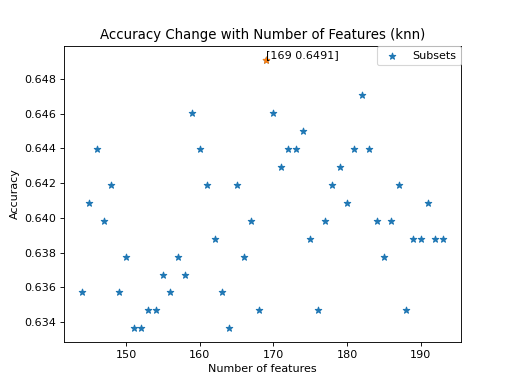 Accuracy Change with Number of Features (knn)
[169 0.6491]
Subsets
0.648
0.646
0.644
0.642
0.640
0.638
0.636
0.634
Accuracy
150 160 170 180 190
Number of features